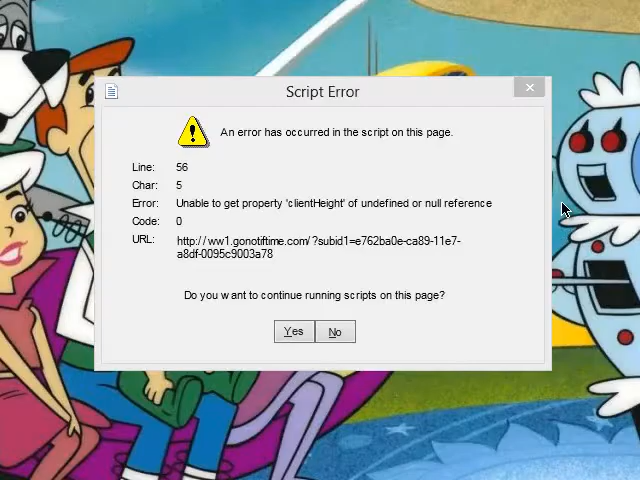 Script Error
An error has occurred in the script on this page.
Line: 56
Char: 5
Error: Unable to get property 'clientHeight' of undefined or null reference
Code: 0
URL: http://ww1.gonotiftime.com/?subid1=e762ba0e-ca89-11e7-
a8df-0095c9003a78
Do you want to continue running scripts on this page?
Yes No